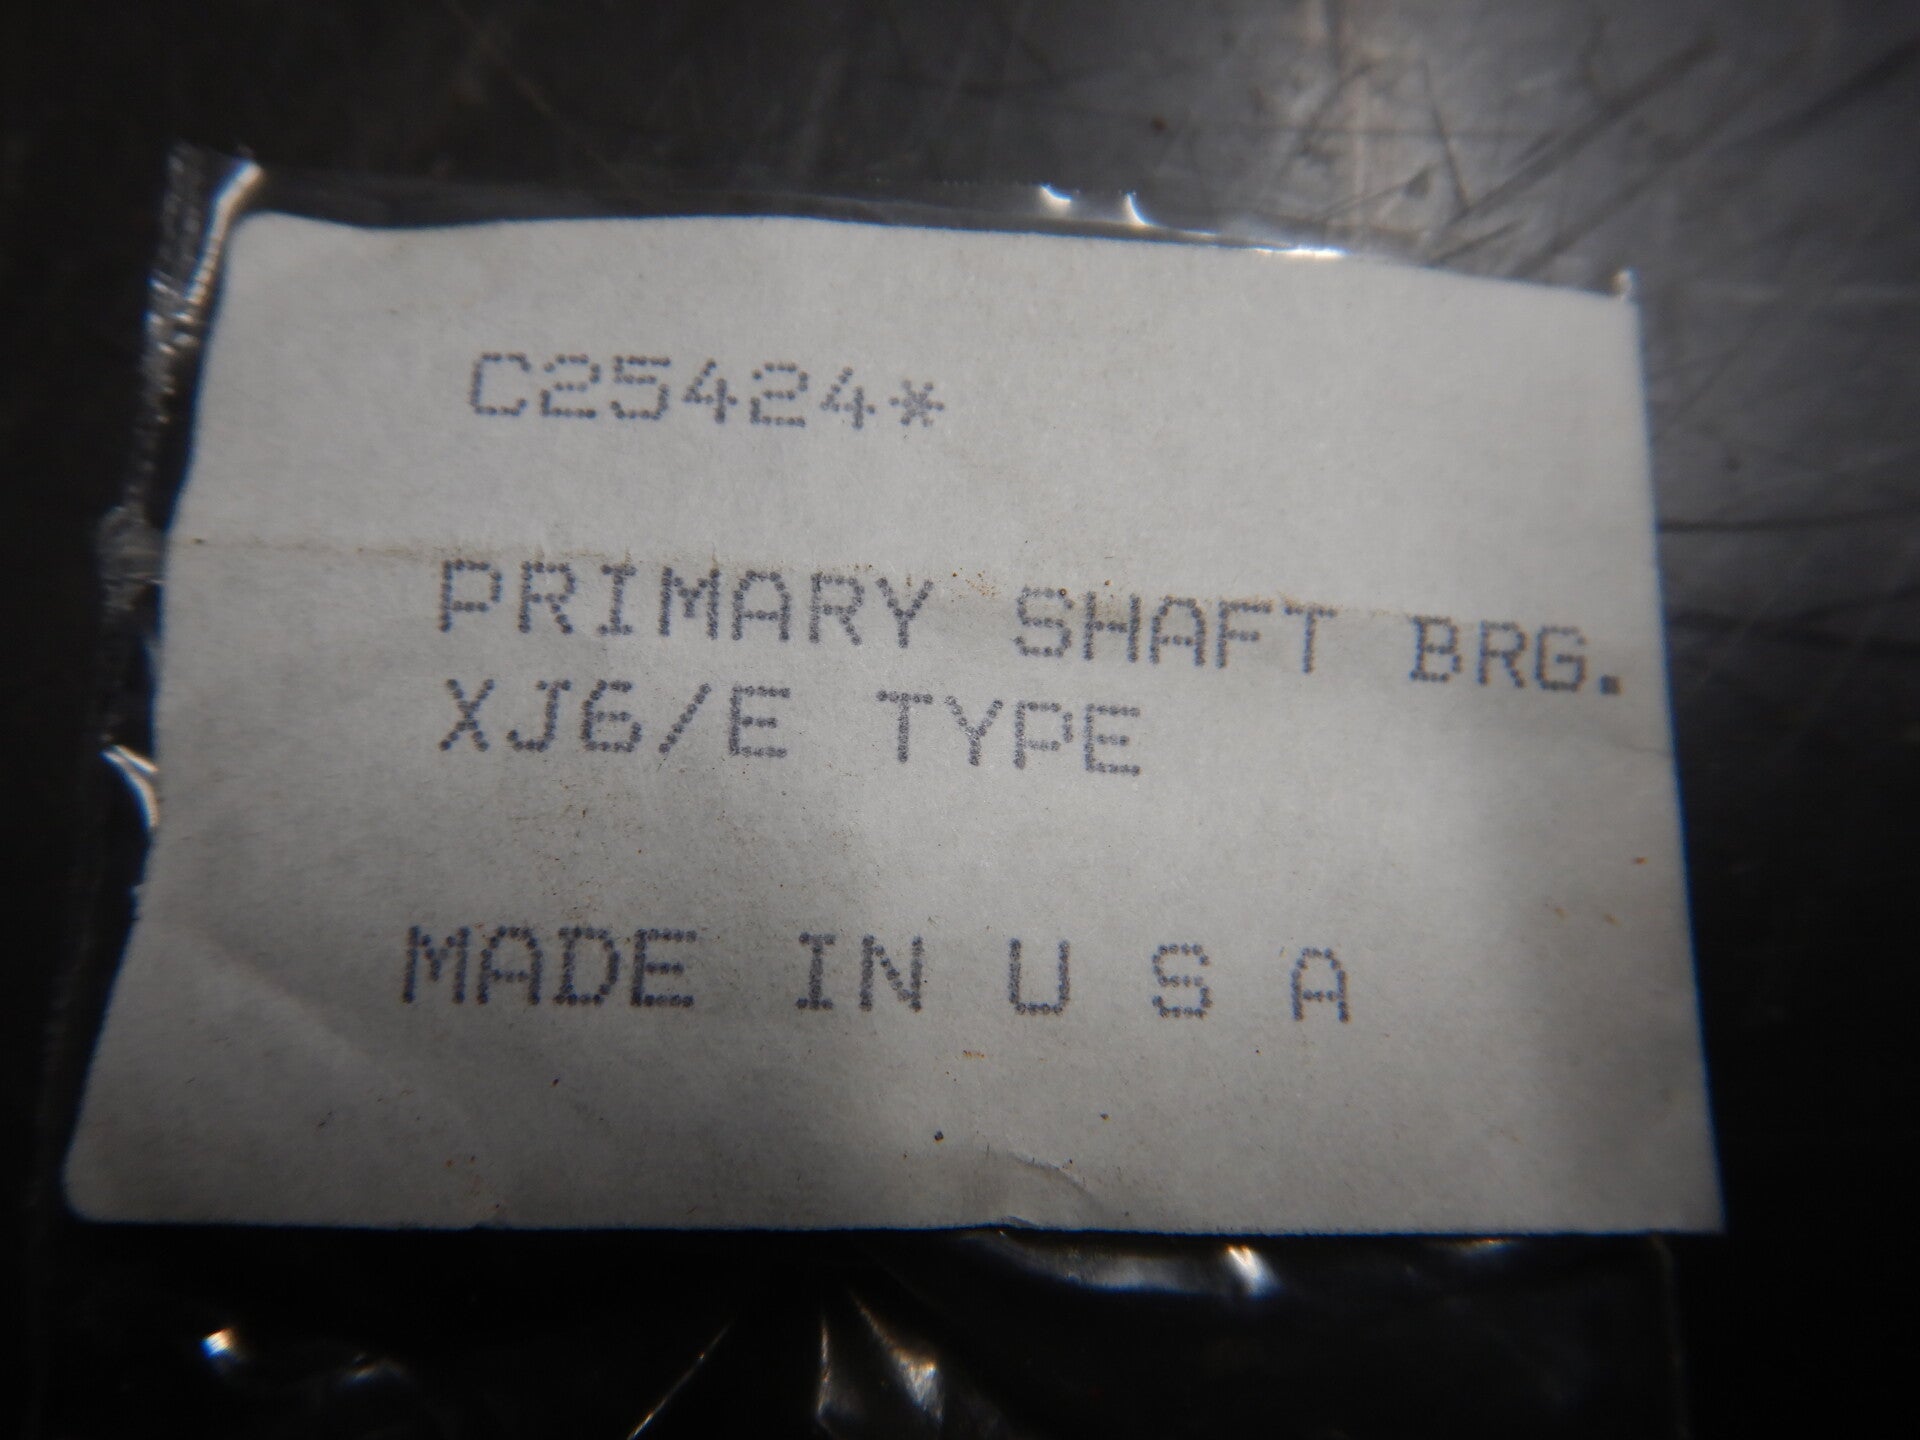 C25424*
PRIMARY SHAFT BRG.
XJ6/E TYPE
MADE IN U S A